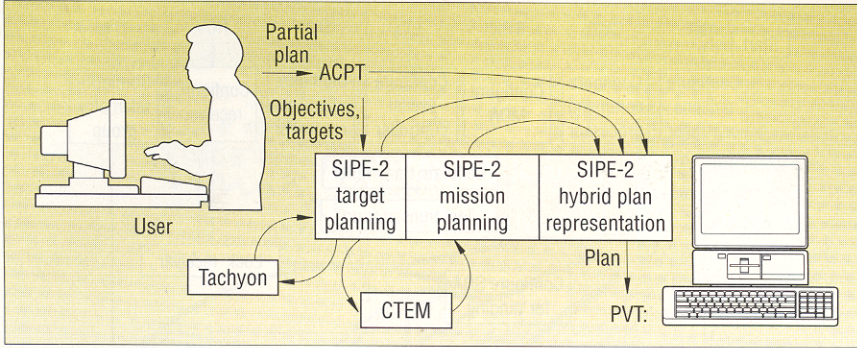 Partial
plan
ACPT
Objectives,
targets
SIPE-2
target
planning
SIPE-2
mission
planning
SIPE-2
hybrid plan
representation
User
Tachyon
CTEM
Plan
PVT: